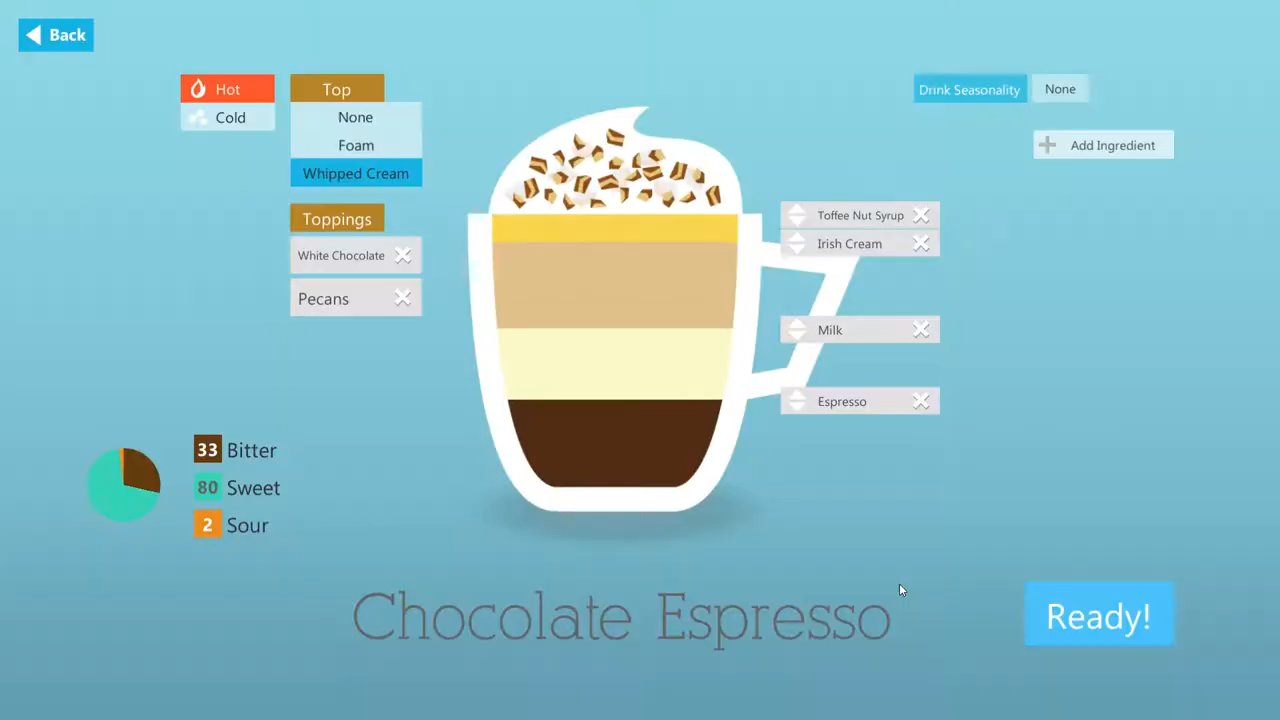 Back
Hot
Cold
Top
None
Foam
Whipped Cream
Toppings
White Chocolate
Pecans
Drink Seasonality
None
Add Ingredient
Toffee Nut Syrup
Irish Cream
Milk
Espresso
33 Bitter
80 Sweet
2 Sour
Chocolate Espresso
Ready!